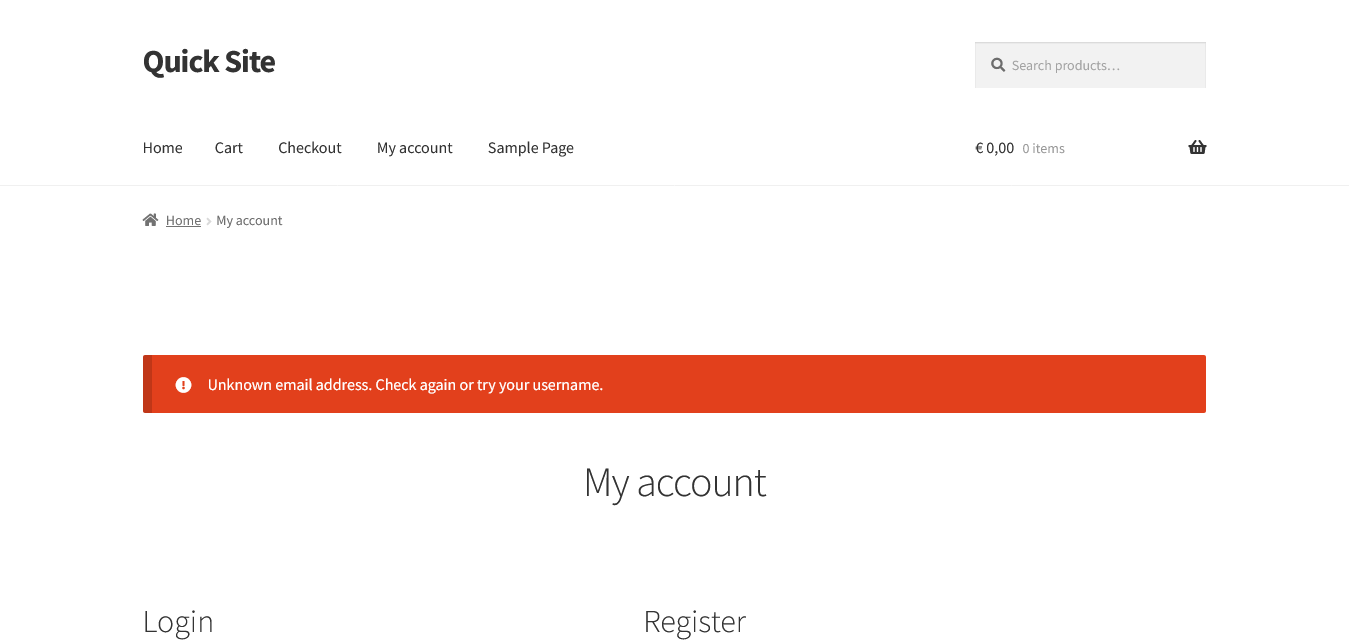 Quick Site
Search products…
Home Cart Checkout My account Sample Page € 0,00 0 items
Home › My account
Unknown email address. Check again or try your username.
My account
Login Register